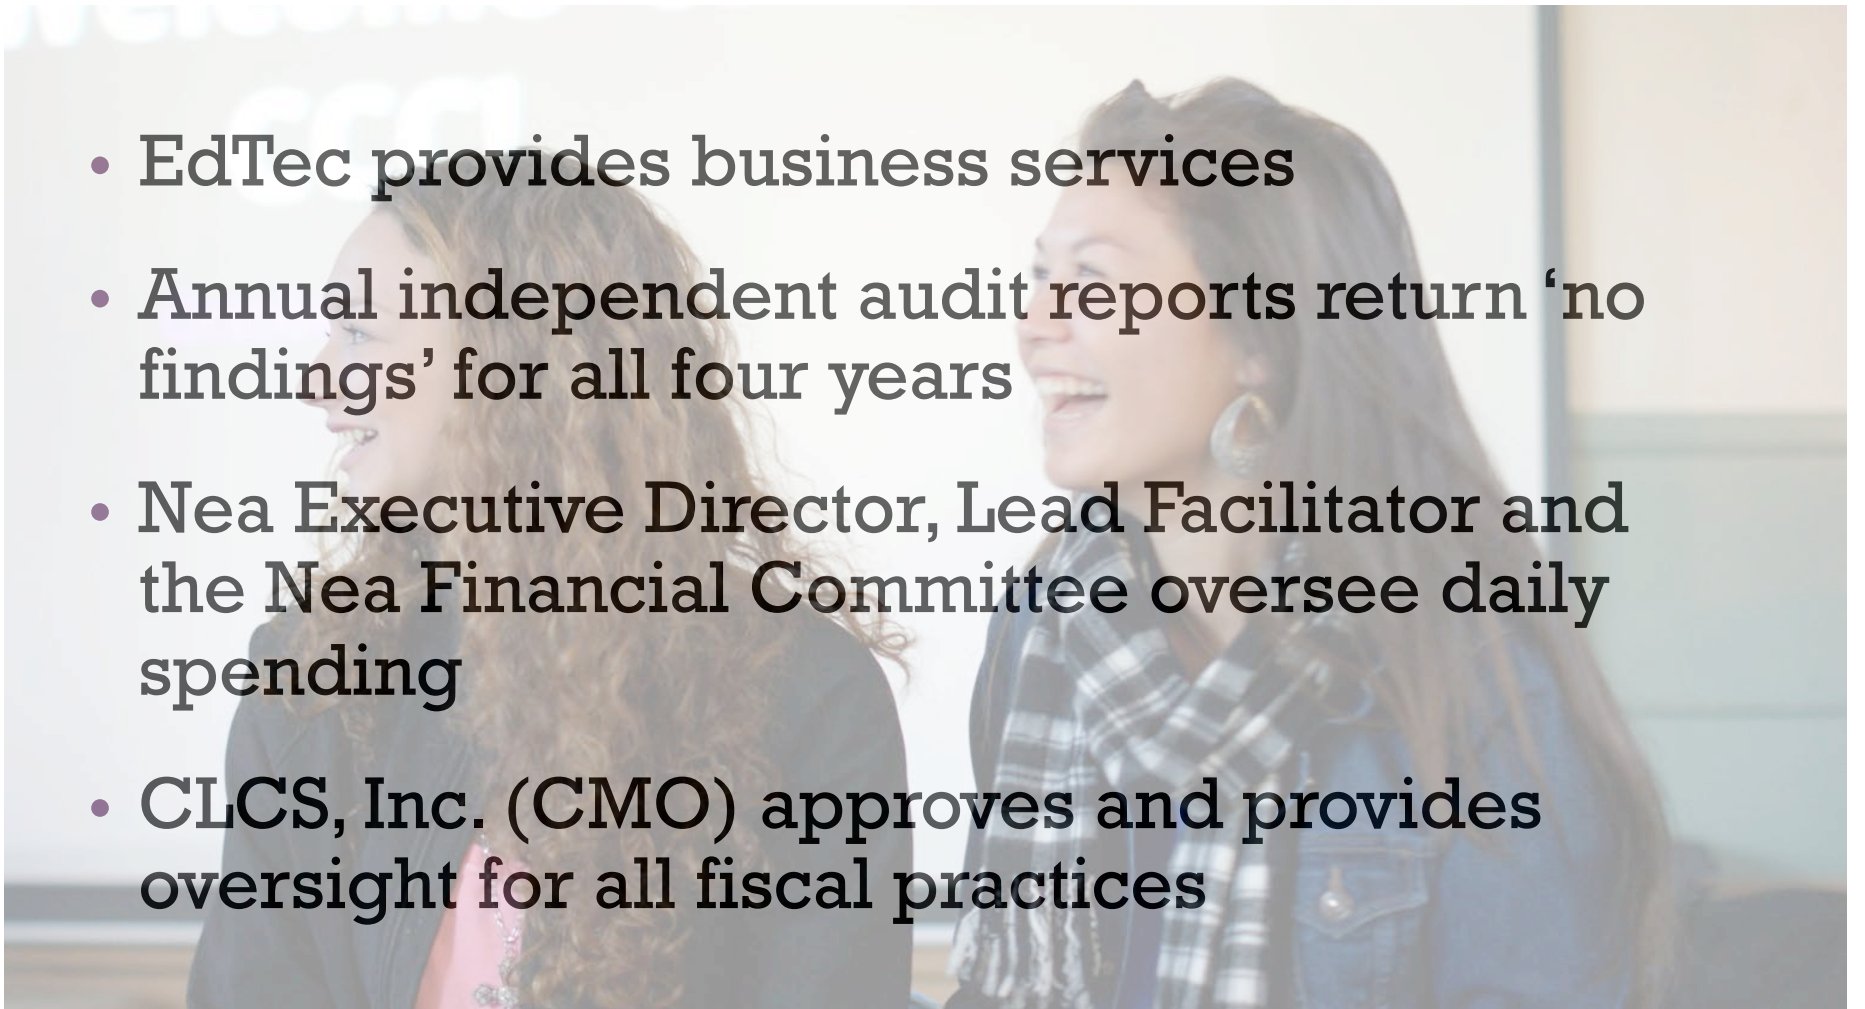 welcome
CCCL
• EdTec provides business services
• Annual independent audit reports return ‘no
findings’ for all four years
• Nea Executive Director, Lead Facilitator and
the Nea Financial Committee oversee daily
spending
• CLCS, Inc. (CMO) approves and provides
oversight for all fiscal practices